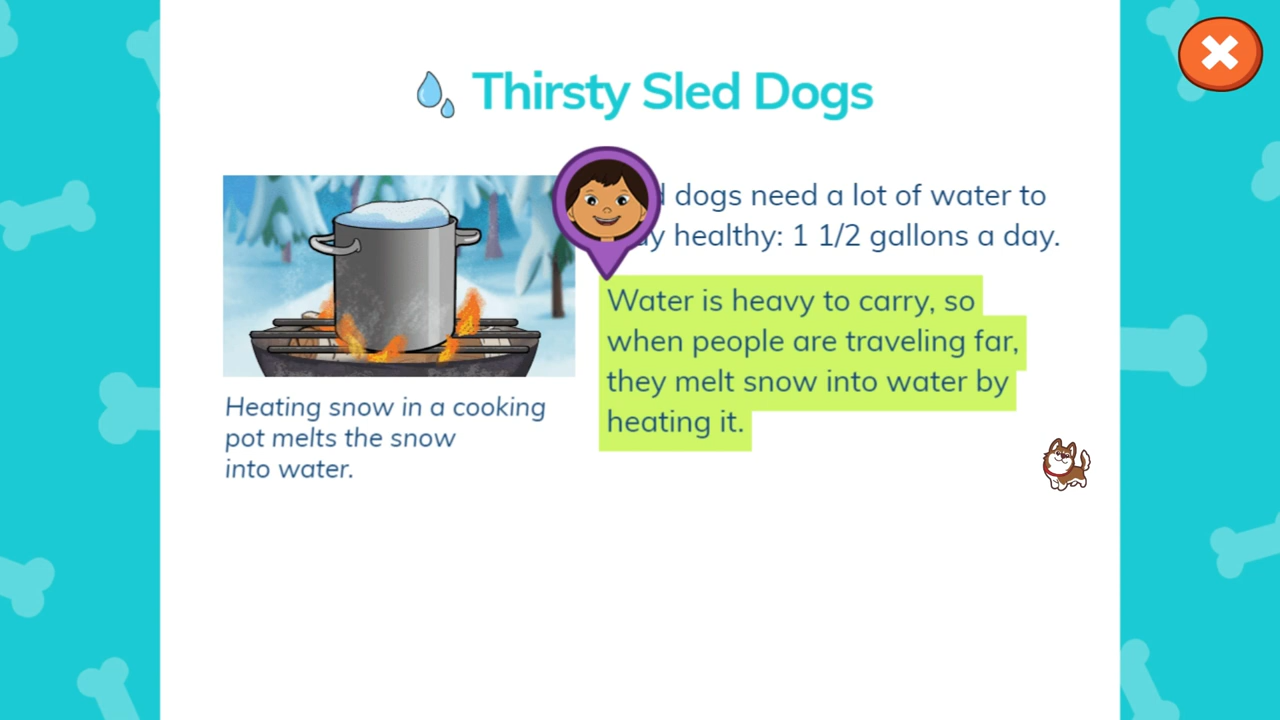 Thirsty Sled Dogs
dogs need a lot of water to
healthy: 1 1/2 gallons a day.
Water is heavy to carry, so
when people are traveling far,
they melt snow into water by
heating it.
Heating snow in a cooking
pot melts the snow
into water.